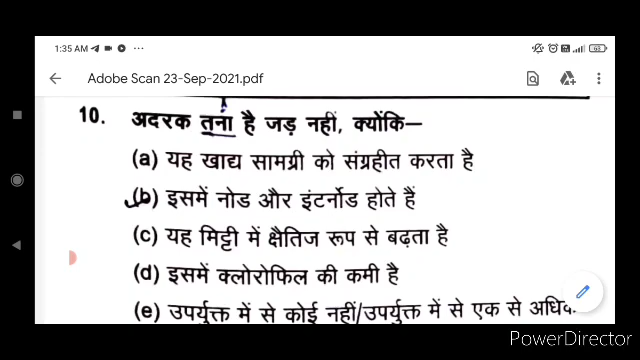 1:35 AM
63
Adobe Scan 23-Sep-2021.pdf
10. अदरक तना है जड़ नहीं, क्योंकि—
(a) यह खाद्य सामग्री को संग्रहीत करता है
(b) इसमें नोड और इंटर्नोड होते हैं
(c) यह मिट्टी में क्षैतिज रूप से बढ़ता है
(d) इसमें क्लोरोफिल की कमी है
(e) उपर्युक्त में से कोई नहीं/उपर्युक्त में से एक से अधिक
PowerDirector